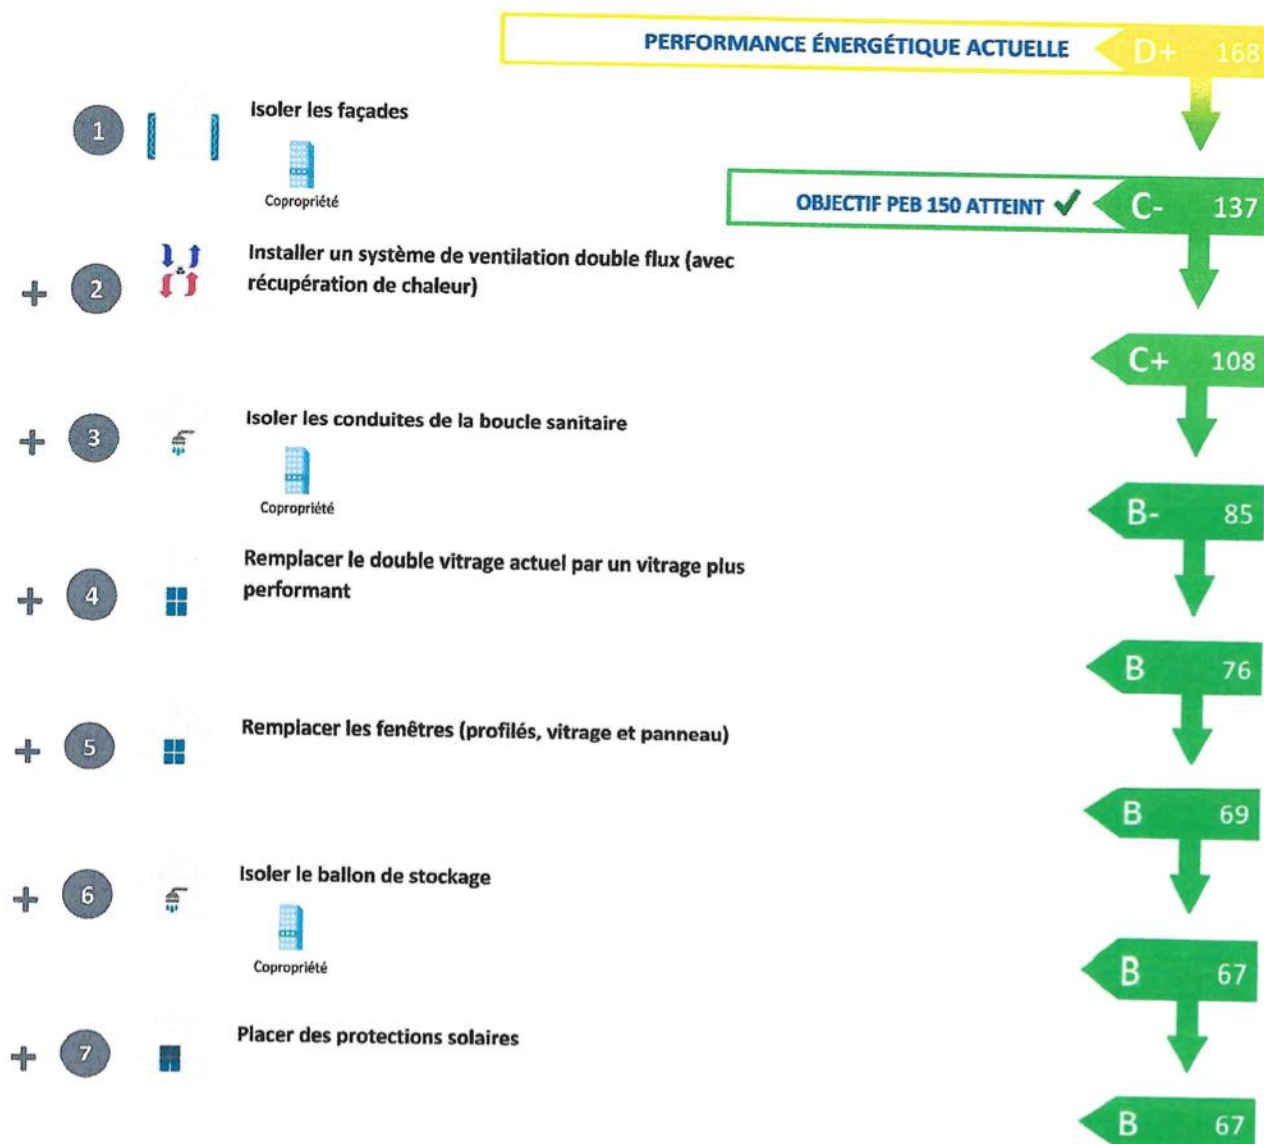 PERFORMANCE ÉNERGÉTIQUE ACTUELLE D+ 168
1 Isoler les façades
Copropriété
OBJECTIF PEB 150 ATTEINT ✓ C- 137
+ 2 Installer un système de ventilation double flux (avec
récupération de chaleur)
C+ 108
+ 3 Isoler les conduites de la boucle sanitaire
Copropriété
B- 85
+ 4 Remplacer le double vitrage actuel par un vitrage plus
performant
B 76
+ 5 Remplacer les fenêtres (profilés, vitrage et panneau)
B 69
+ 6 Isoler le ballon de stockage
Copropriété
B 67
+ 7 Placer des protections solaires
B 67